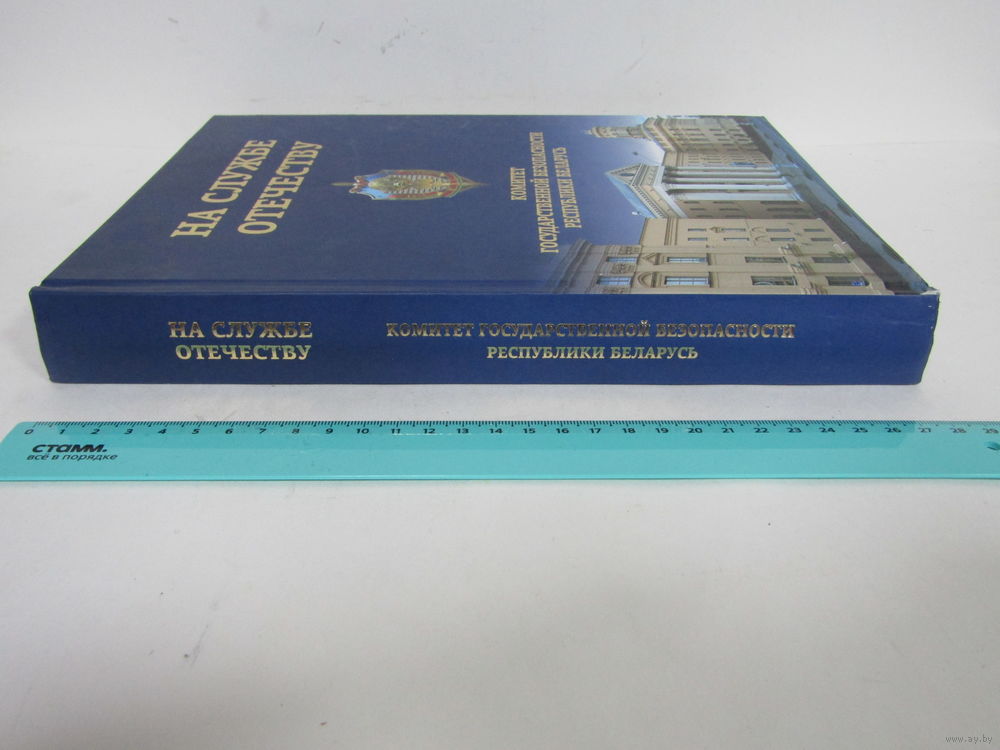 НА СЛУЖБЕ
ОТЕЧЕСТВУ
КОМИТЕТ
ГОСУДАРСТВЕННОЙ БЕЗОПАСНОСТИ
РЕСПУБЛИКИ БЕЛАРУСЬ
НА СЛУЖБЕ
ОТЕЧЕСТВУ
КОМИТЕТ ГОСУДАРСТВЕННОЙ БЕЗОПАСНОСТИ
РЕСПУБЛИКИ БЕЛАРУСЬ
0 1 2 3 4 5 6 7 8 9 10 11 12 13 14 15 16 17 18 19 20 21 22 23 24 25 26 27 28 29
стамм.
всё в порядке
www.ay.by